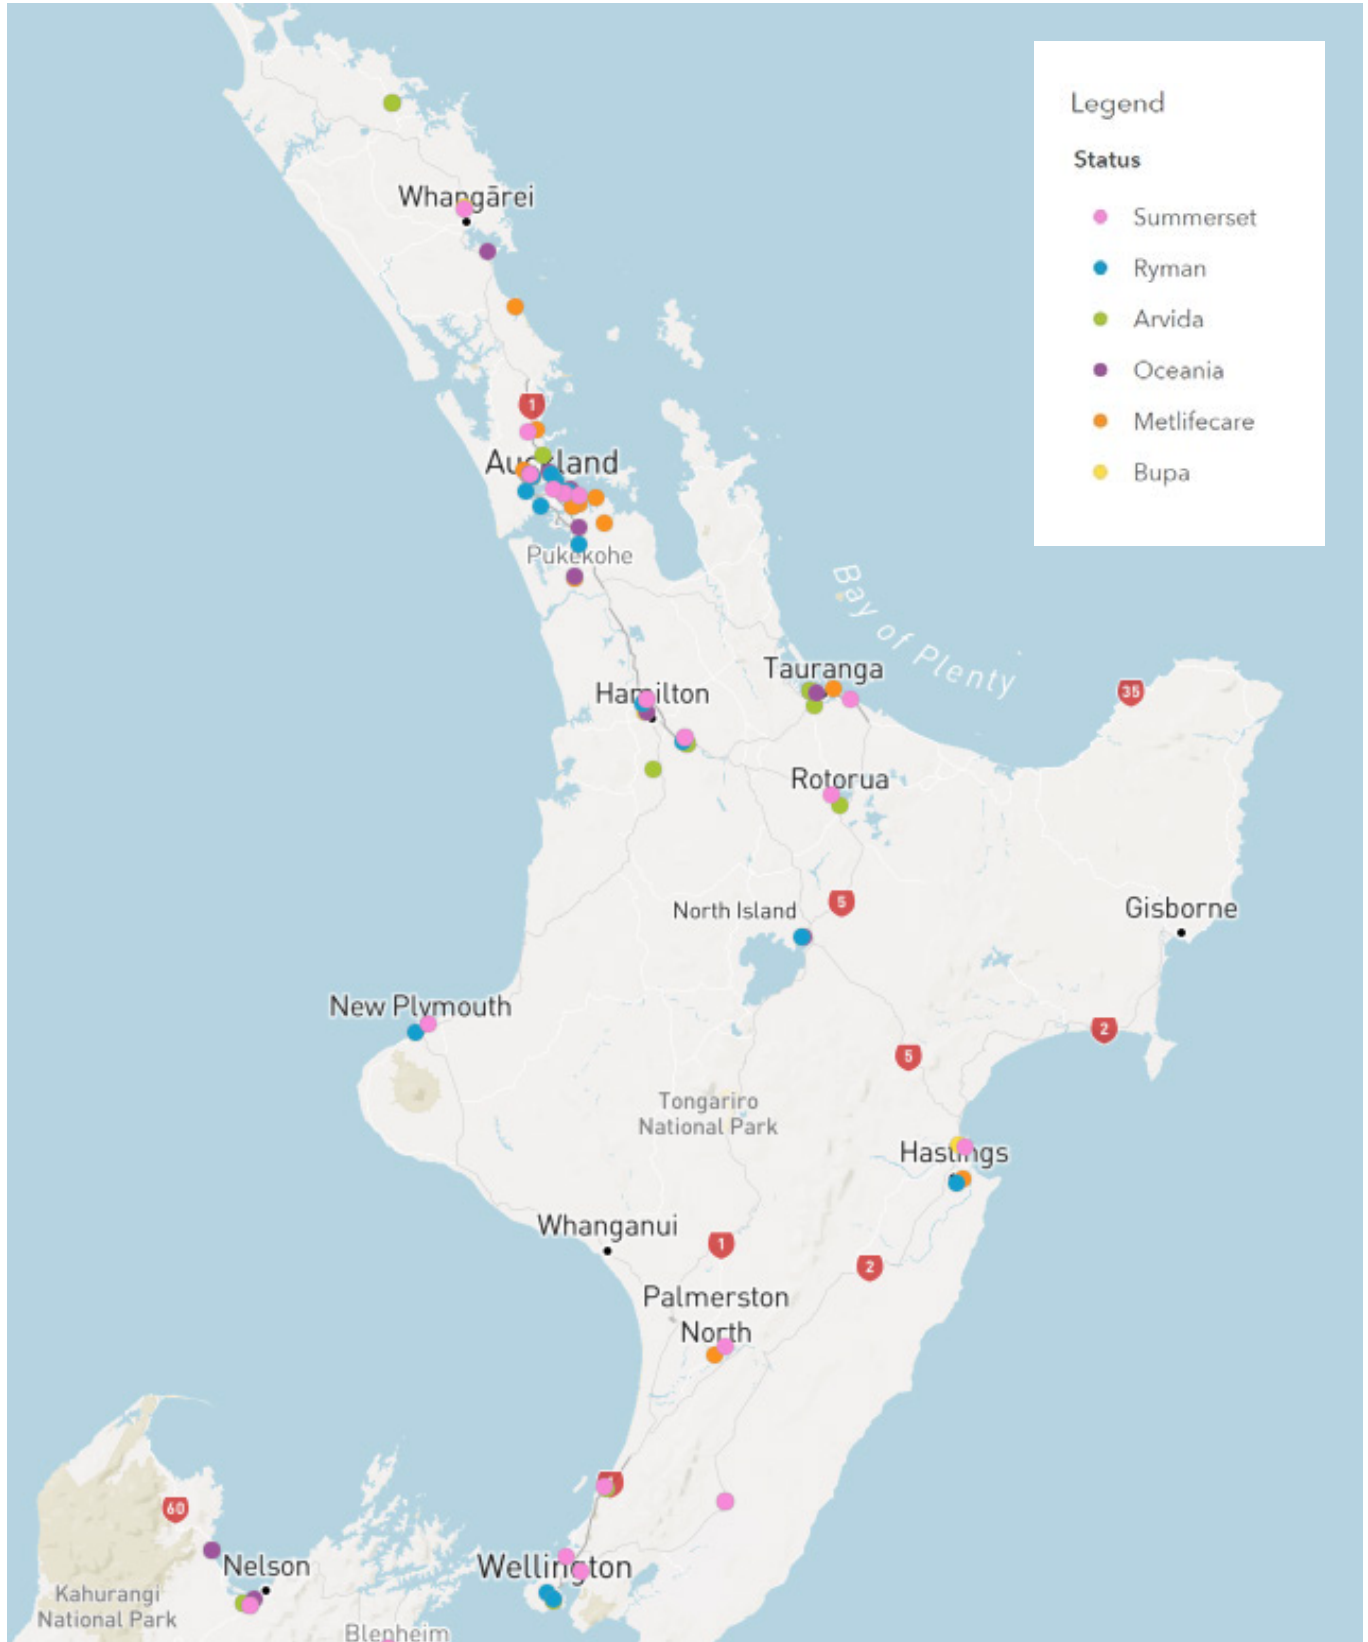 Legend
Status
Summerset
Ryman
Arvida
Oceania
Metlifecare
Bupa
Whangārei
1
Auckland
Pukekohe
Bay of Plenty
Tauranga
35
Hamilton
Rotorua
5
North Island
Gisborne
New Plymouth
2
5
Tongariro
National Park
Hastings
Whanganui
1
2
Palmerston
North
1
60
Nelson
Wellington
Kahurangi
National Park
Blenheim